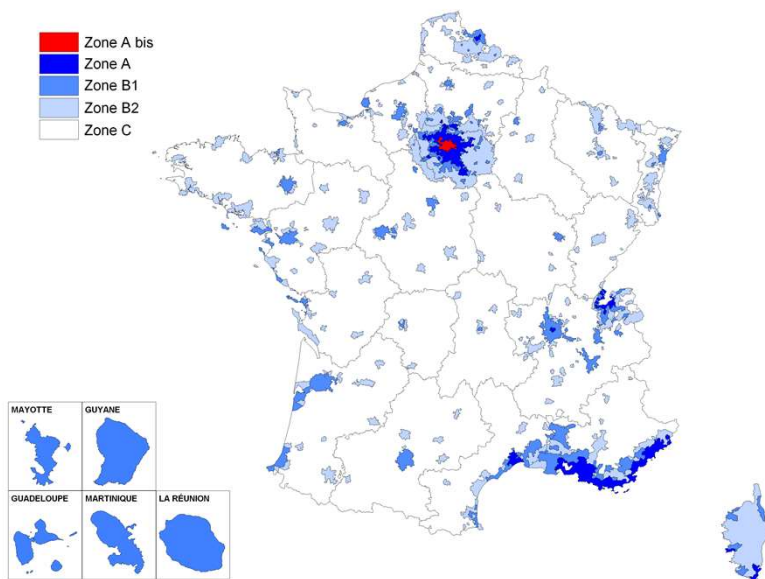 Zone A bis
Zone A
Zone B1
Zone B2
Zone C
MAYOTTE
GUYANE
GUADELOUPE
MARTINIQUE
LA RÉUNION